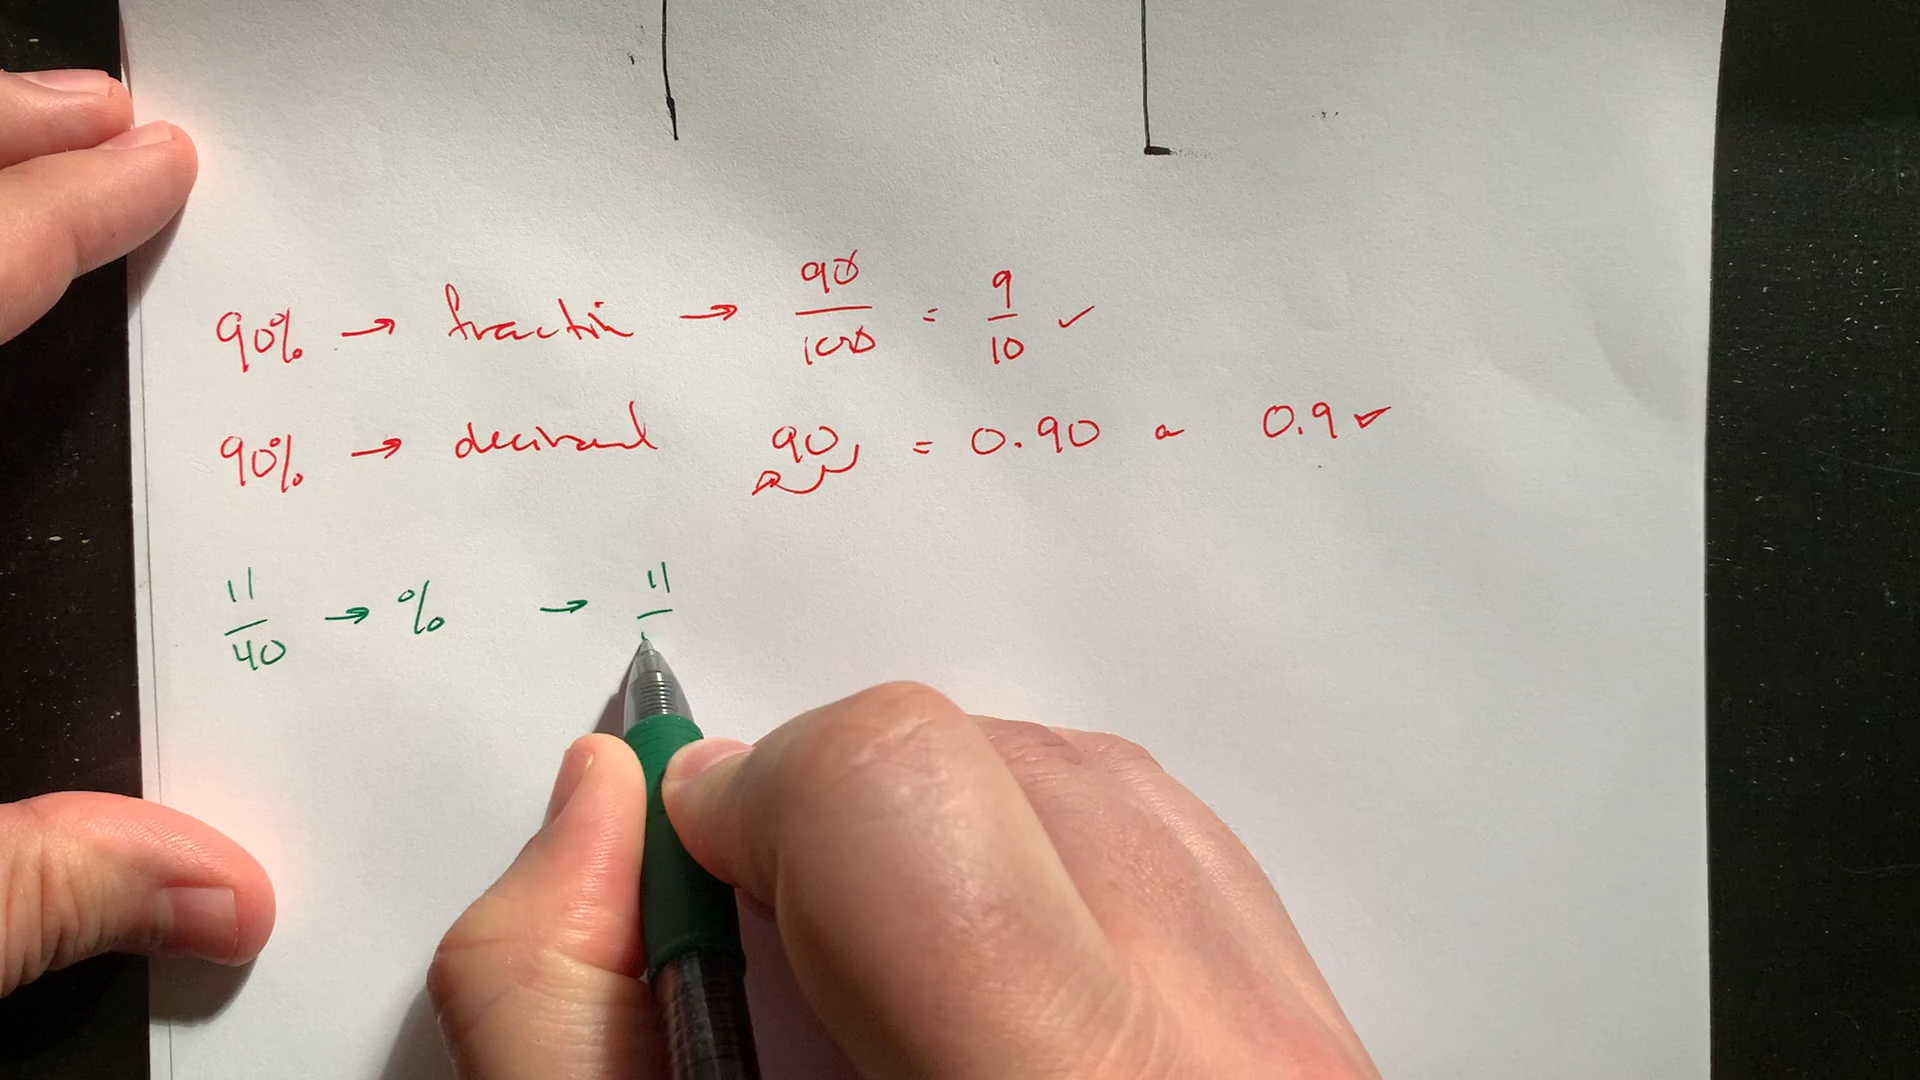 90% → fraction → 90/100 = 9/10 ✓
90% → decimal 90 = 0.90 or 0.9 ✓
11/40 → % → 11/